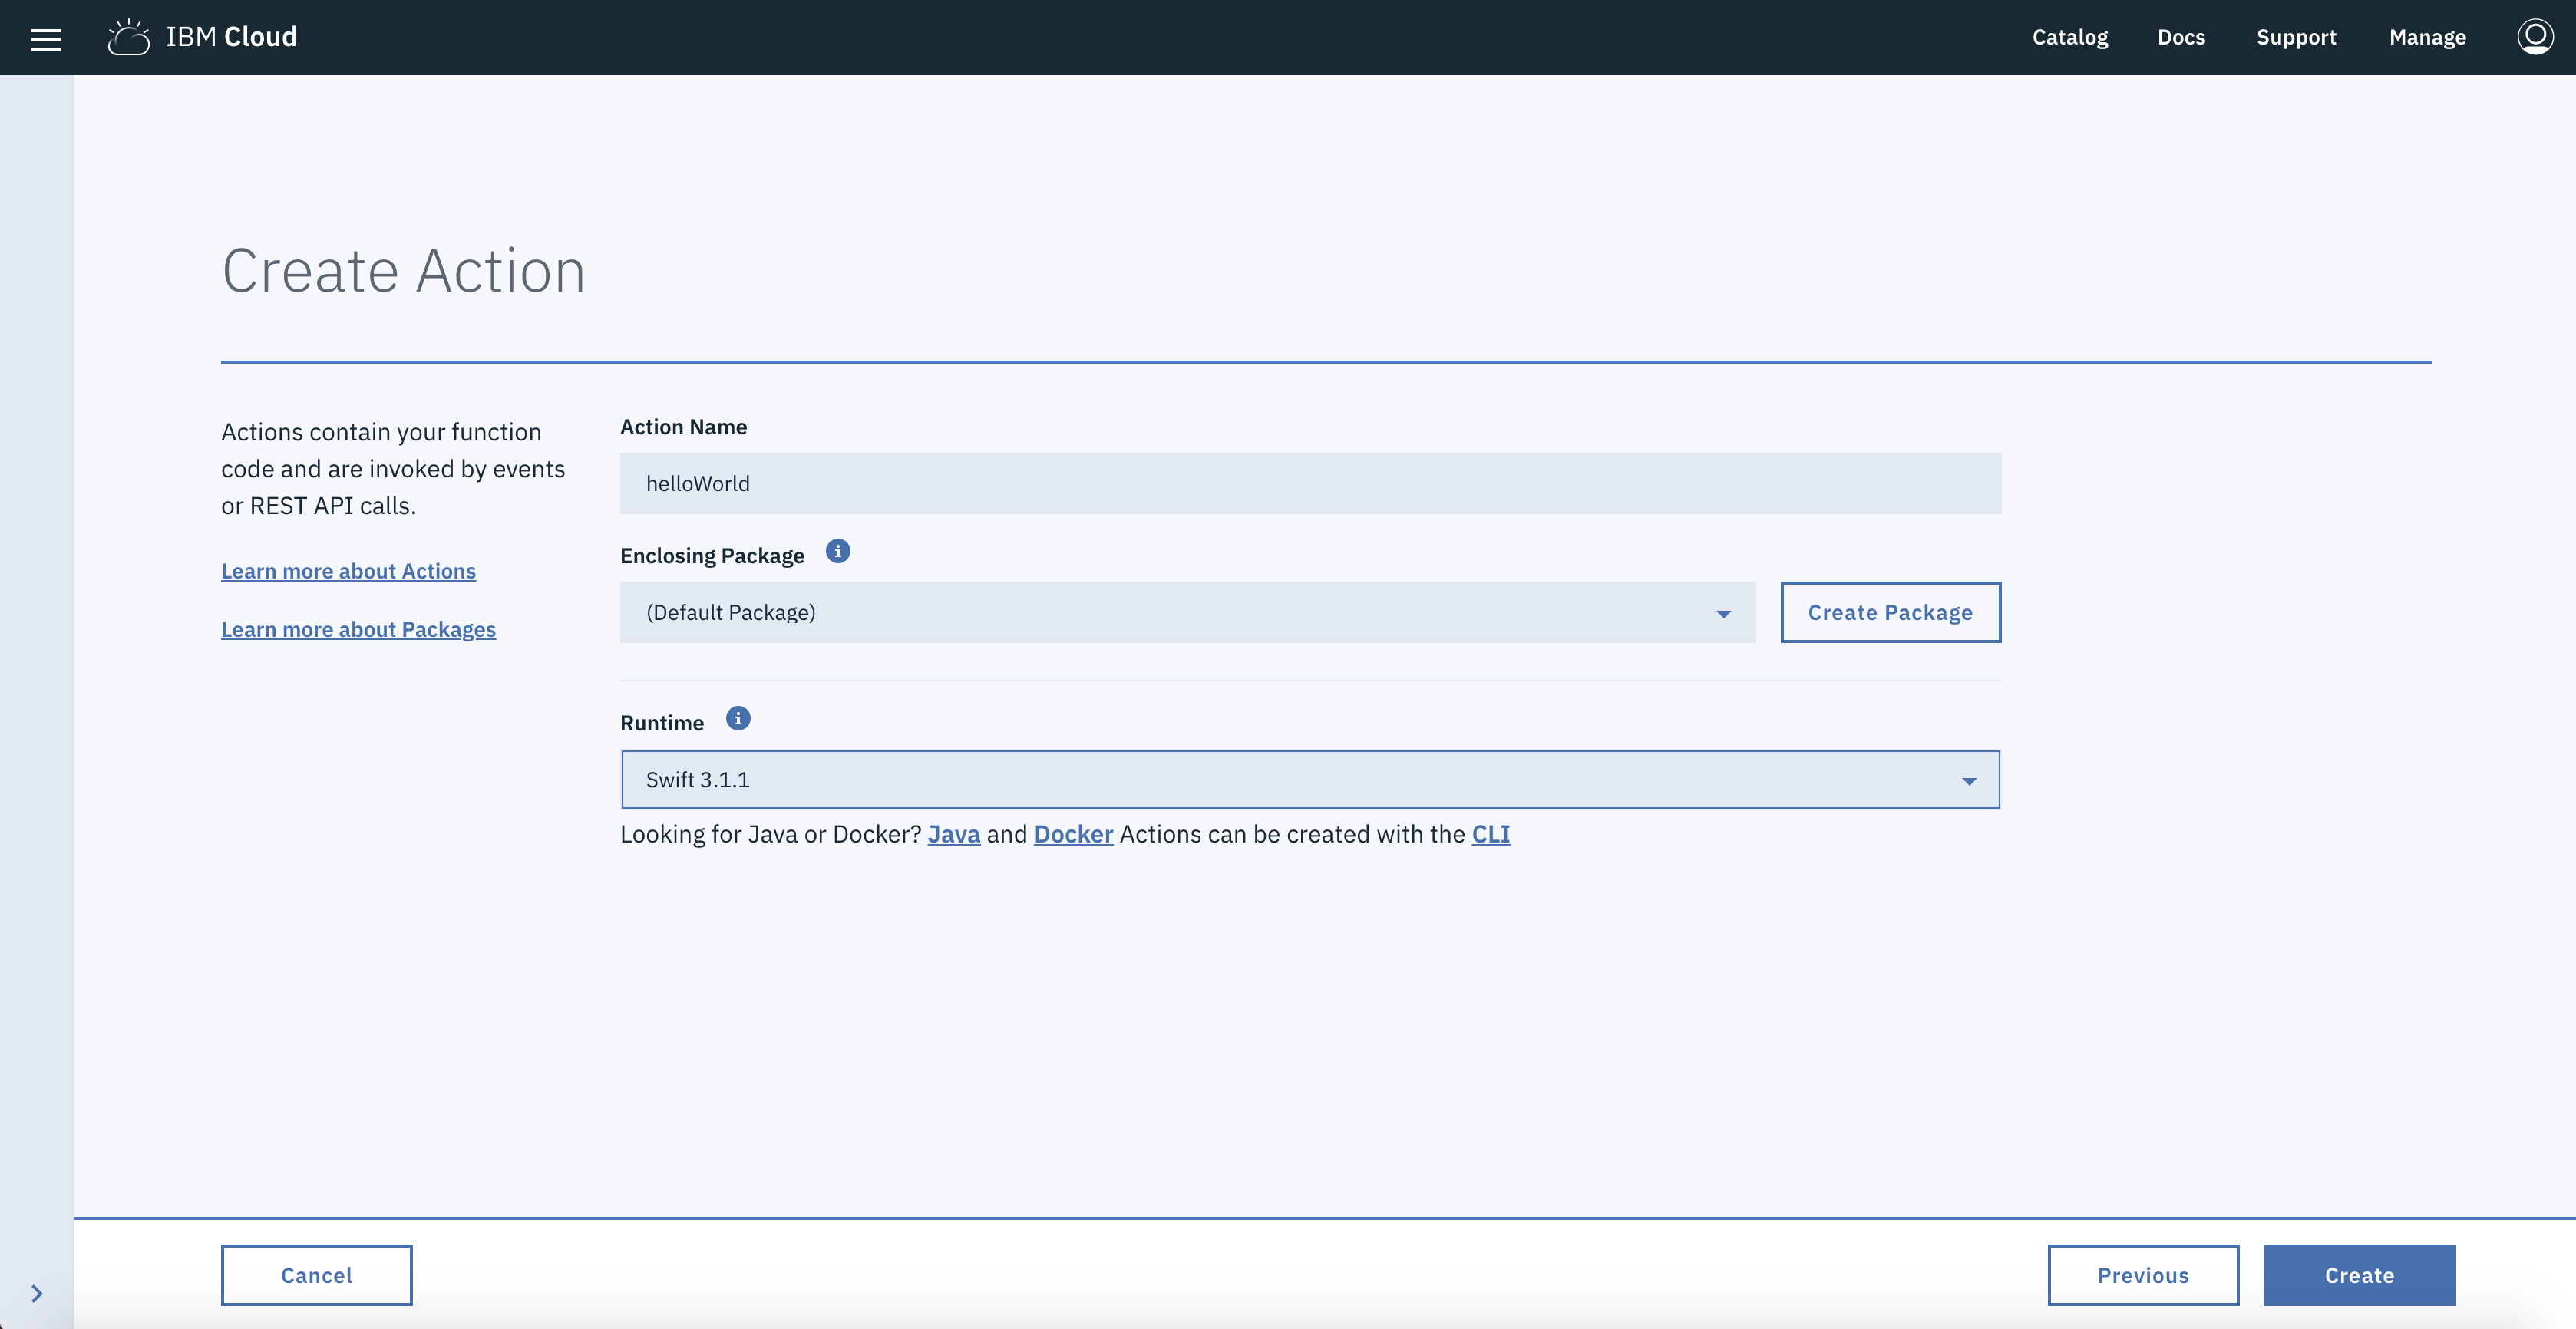 IBM Cloud
Catalog Docs Support Manage
Create Action
Actions contain your function
code and are invoked by events
or REST API calls.
Learn more about Actions
Learn more about Packages
Action Name
helloWorld
Enclosing Package
(Default Package)
Create Package
Runtime
Swift 3.1.1
Looking for Java or Docker? Java and Docker Actions can be created with the CLI
Cancel
Previous
Create